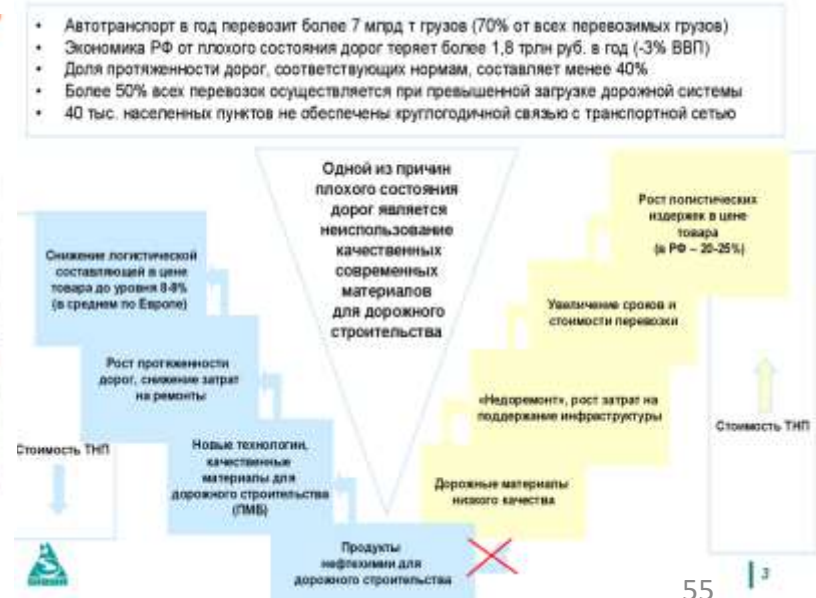 • Автотранспорт в год перевозит более 7 млрд т грузов (70% от всех перевозимых грузов)
• Экономика РФ от плохого состояния дорог теряет более 1,8 трлн руб. в год (-3% ВВП)
• Доля протяженности дорог, соответствующих нормам, составляет менее 40%
• Более 50% всех перевозок осуществляется при превышенной загрузке дорожной системы
• 40 тыс. населенных пунктов не обеспечены круглогодичной связью с транспортной сетью
Одной из причин
плохого состояния
дорог является
неиспользование
качественных
современных
материалов
для дорожного
строительства
Снижение логистической
составляющей в цене
товара до уровня 8-9%
(в среднем по Европе)
Рост протяженности
дорог, снижение затрат
на ремонты
Новые технологии,
качественные
материалы для
дорожного строительства
(ПМБ)
Продукты
нефтехимии для
дорожного строительства
Стоимость ТНП
Рост логистических
издержек в цене
товара
(в РФ – 20-25%)
Увеличение сроков и
стоимости перевозки
«Недоремонт», рост затрат на
поддержание инфраструктуры
Дорожные материалы
низкого качества
Стоимость ТНП
3
55